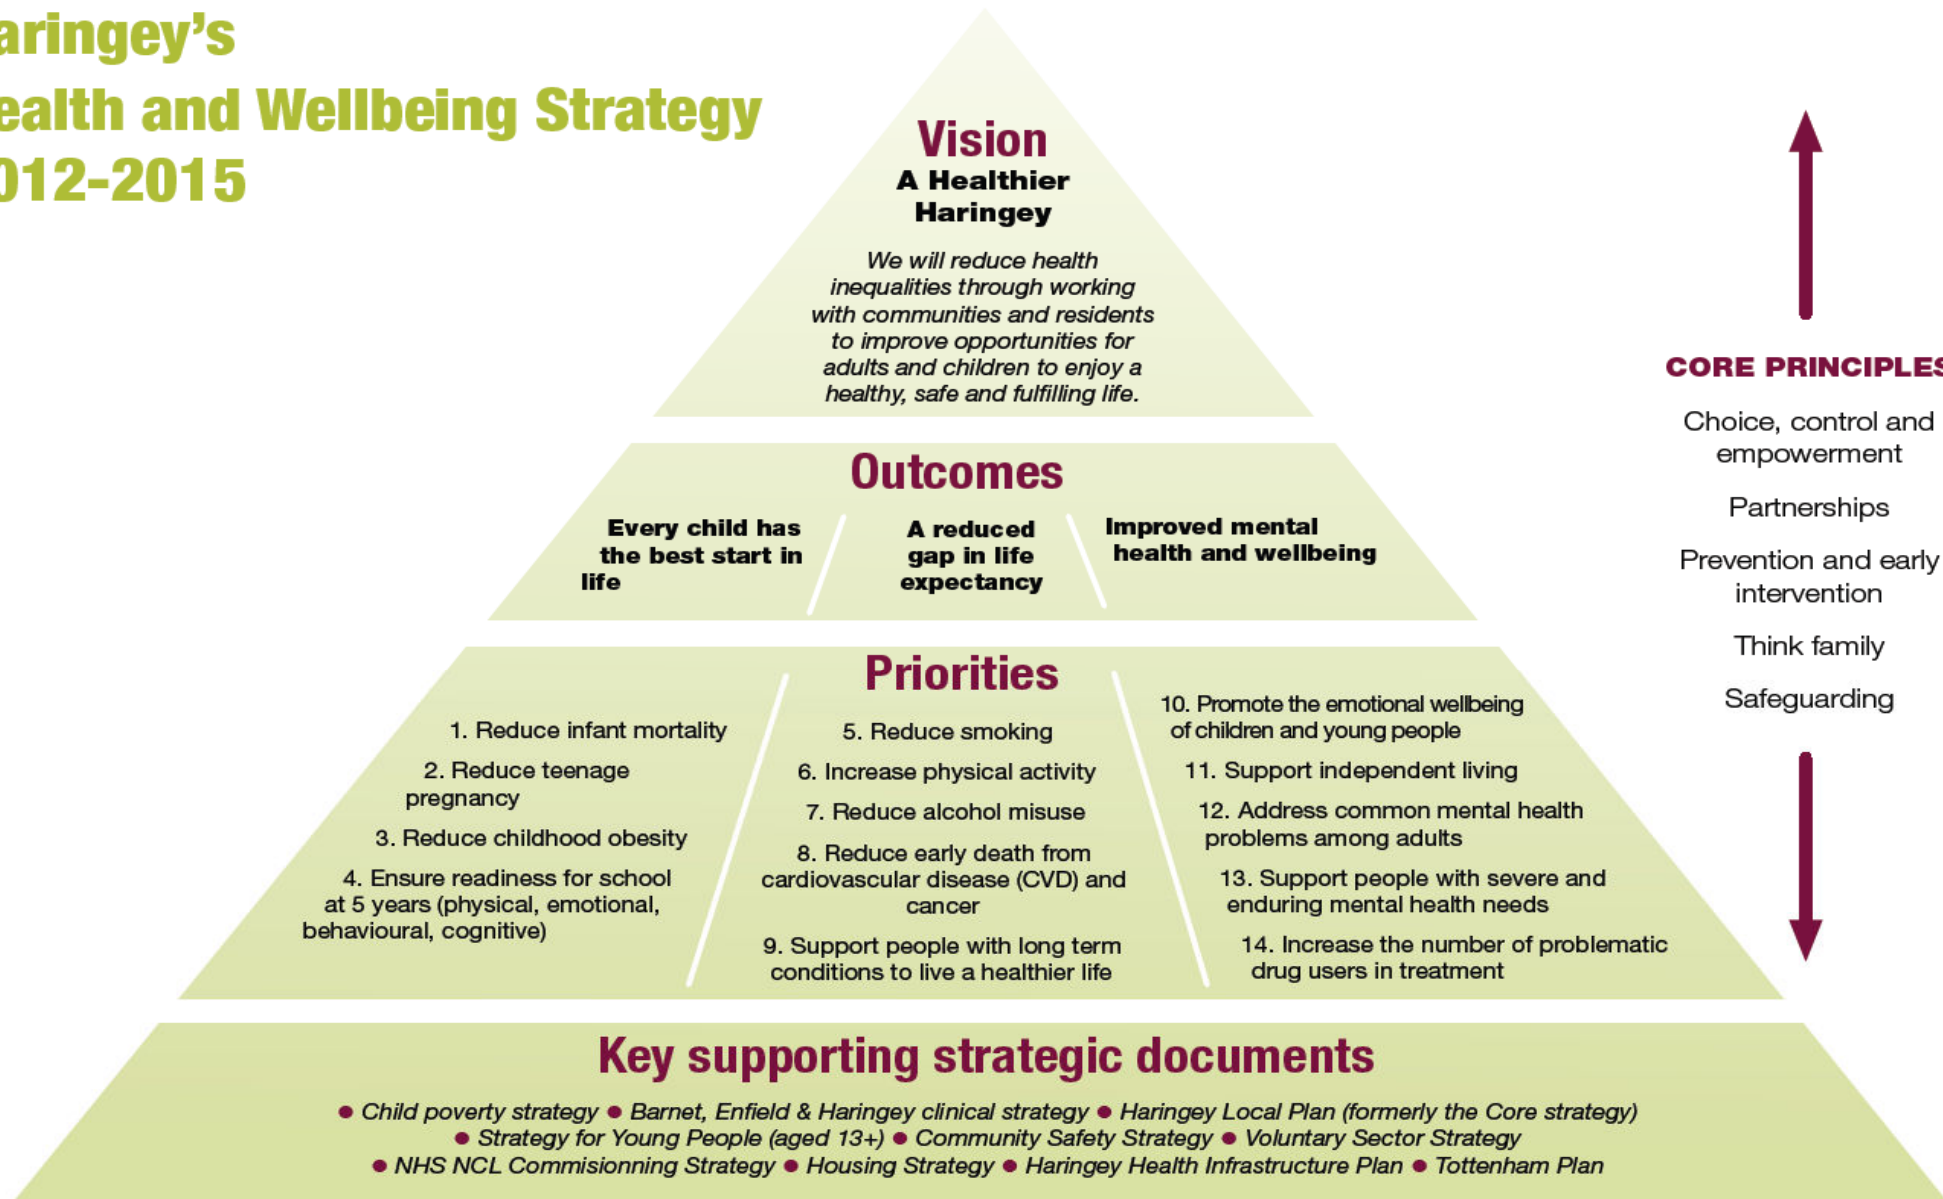 aringey’s
ealth and Wellbeing Strategy
012-2015
Vision
A Healthier
Haringey
We will reduce health
inequalities through working
with communities and residents
to improve opportunities for
adults and children to enjoy a
healthy, safe and fulfilling life.
Outcomes
Every child has
the best start in
life
A reduced
gap in life
expectancy
Improved mental
health and wellbeing
Priorities
1. Reduce infant mortality
2. Reduce teenage
pregnancy
3. Reduce childhood obesity
4. Ensure readiness for school
at 5 years (physical, emotional,
behavioural, cognitive)
5. Reduce smoking
6. Increase physical activity
7. Reduce alcohol misuse
8. Reduce early death from
cardiovascular disease (CVD) and
cancer
9. Support people with long term
conditions to live a healthier life
10. Promote the emotional wellbeing
of children and young people
11. Support independent living
12. Address common mental health
problems among adults
13. Support people with severe and
enduring mental health needs
14. Increase the number of problematic
drug users in treatment
Key supporting strategic documents
● Child poverty strategy ● Barnet, Enfield & Haringey clinical strategy ● Haringey Local Plan (formerly the Core strategy)
● Strategy for Young People (aged 13+) ● Community Safety Strategy ● Voluntary Sector Strategy
● NHS NCL Commisionning Strategy ● Housing Strategy ● Haringey Health Infrastructure Plan ● Tottenham Plan
CORE PRINCIPLES
Choice, control and
empowerment
Partnerships
Prevention and early
intervention
Think family
Safeguarding